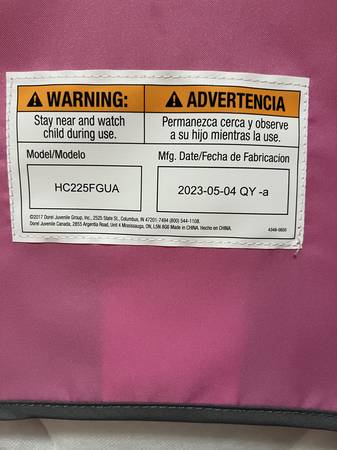 WARNING:
Stay near and watch
child during use.
ADVERTENCIA
Permanezca cerca y observe
a su hijo mientras la use.
Model/Modelo
HC225FGUA
Mfg. Date/Fecha de Fabricacion
2023-05-04 QY -a
©2017 Dorel Juvenile Group, Inc., 2525 State St., Columbus, IN 47201-7494 (800) 544-1108.
Dorel Juvenile Canada, 2855 Argentia Road, Unit 4 Mississauga, ON, L5N 8G6 Made in CHINA. Hecho en CHINA.
4348-0600